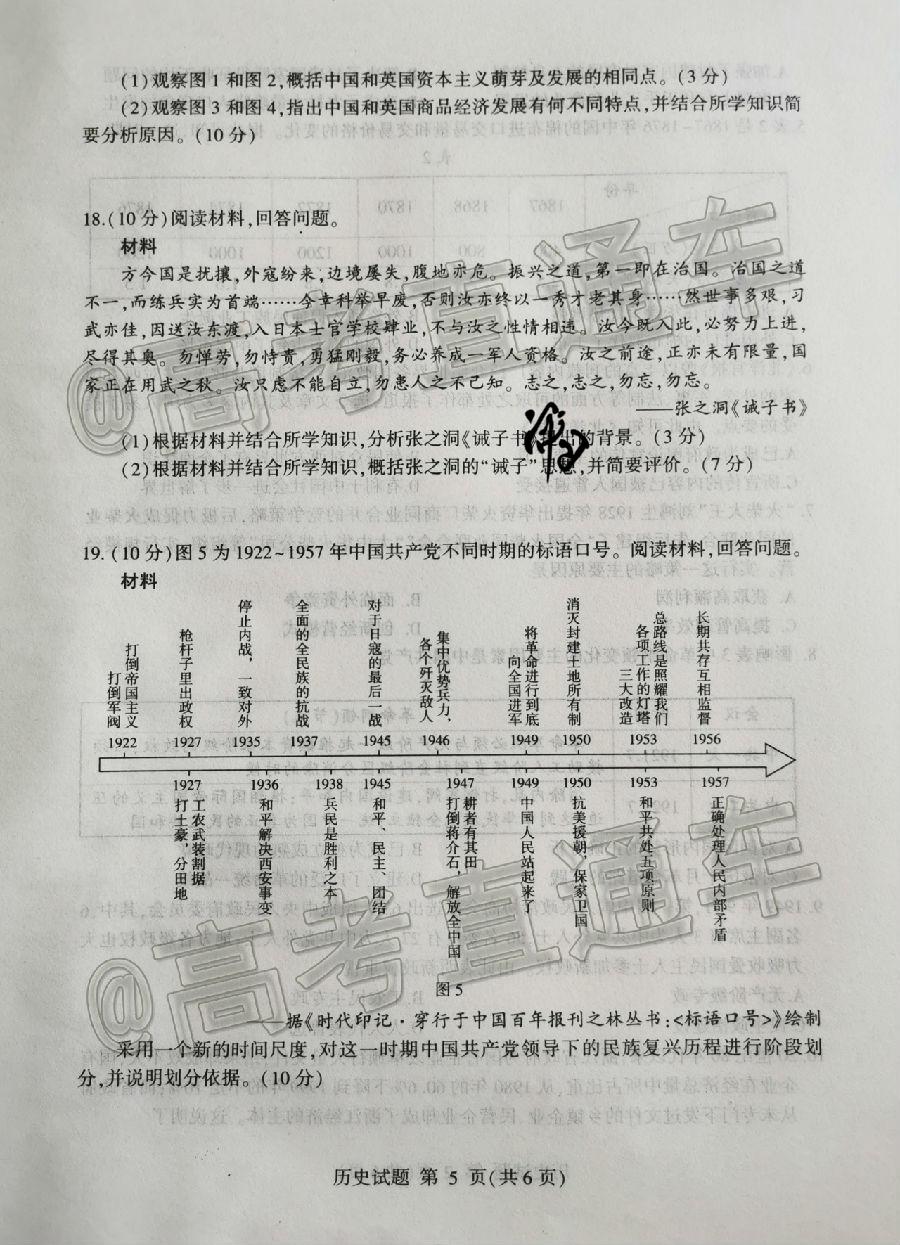 (1)观察图1和图2,概括中国和英国资本主义萌芽及发展的相同点。(3分)
(2)观察图3和图4,指出中国和英国商品经济发展有何不同特点,并结合所学知识简
要分析原因。(10分)
18.(10分)阅读材料,回答问题。
材料
方今国是扰攘,外寇纷来,边境屡失,腹地亦危。振兴之道,第一即在治国。治国之道
不一,而练兵实为首端……今幸科举早废,否则汝亦终以一秀才老其身……然世事多艰,习
武亦佳,因送汝东渡,入日本士官学校肄业,不与汝之性情相违。汝今既入此,必努力上进,
尽得其奥。勿惮劳,勿恃贵,勇猛刚毅,务必养成一军人资格。汝之前途,正亦未有限量,国
家正在用武之秋。汝只虑不能自立,勿患人之不已知。志之,志之,勿忘,勿忘。
——张之洞《诫子书》
(1)根据材料并结合所学知识,分析张之洞《诫子书》提出的背景。(3分)
(2)根据材料并结合所学知识,概括张之洞的“诫子”思想,并简要评价。(7分)
19.(10分)图5为1922~1957年中国共产党不同时期的标语口号。阅读材料,回答问题。
材料
打倒帝国主义
打倒军阀
枪杆子里出政权
停止内战,一致对外
全面的全民族的抗战
对于日寇的最后一战
集中优势兵力,
各个歼灭敌人
将革命进行到底
向全国进军
消灭封建土地所有制
总路线是照耀我们
各项工作的灯塔
三大改造
长期共存互相监督
1922 1927 1935 1937 1945 1946 1949 1950 1953 1956
1927 1936 1938 1945 1947 1949 1950 1953 1957
工农武装割据
打土豪,分田地
和平解决西安事变
兵民是胜利之本
和平、民主、团结
耕者有其田
打倒蒋介石,解放全中国
中国人民站起来了
抗美援朝,保家卫国
和平共处五项原则
正确处理人民内部矛盾
图5
据《时代印记·穿行于中国百年报刊之林丛书:<标语口号>》绘制
采用一个新的时间尺度,对这一时期中国共产党领导下的民族复兴历程进行阶段划
分,并说明划分依据。(10分)
历史试题 第 5 页(共6页)
@高考直通车
@高考直通车